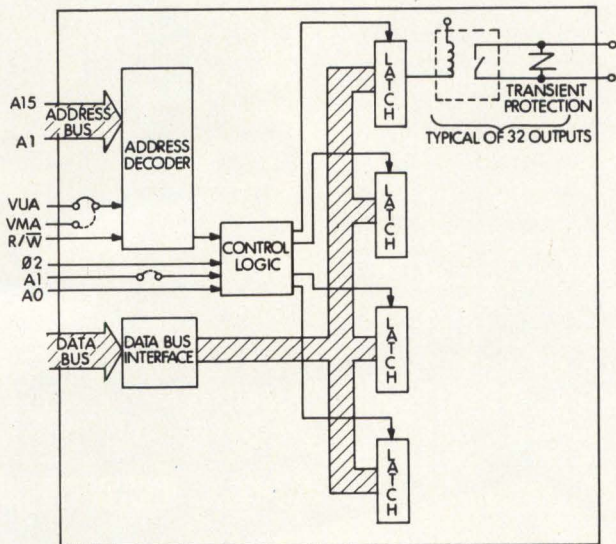 A15
ADDRESS
BUS
A1
VUA
VMA
R/W̅
Ø2
A1
A0
DATA
BUS
ADDRESS
DECODER
CONTROL
LOGIC
DATA BUS
INTERFACE
LATCH
LATCH
LATCH
LATCH
TRANSIENT
PROTECTION
TYPICAL OF 32 OUTPUTS